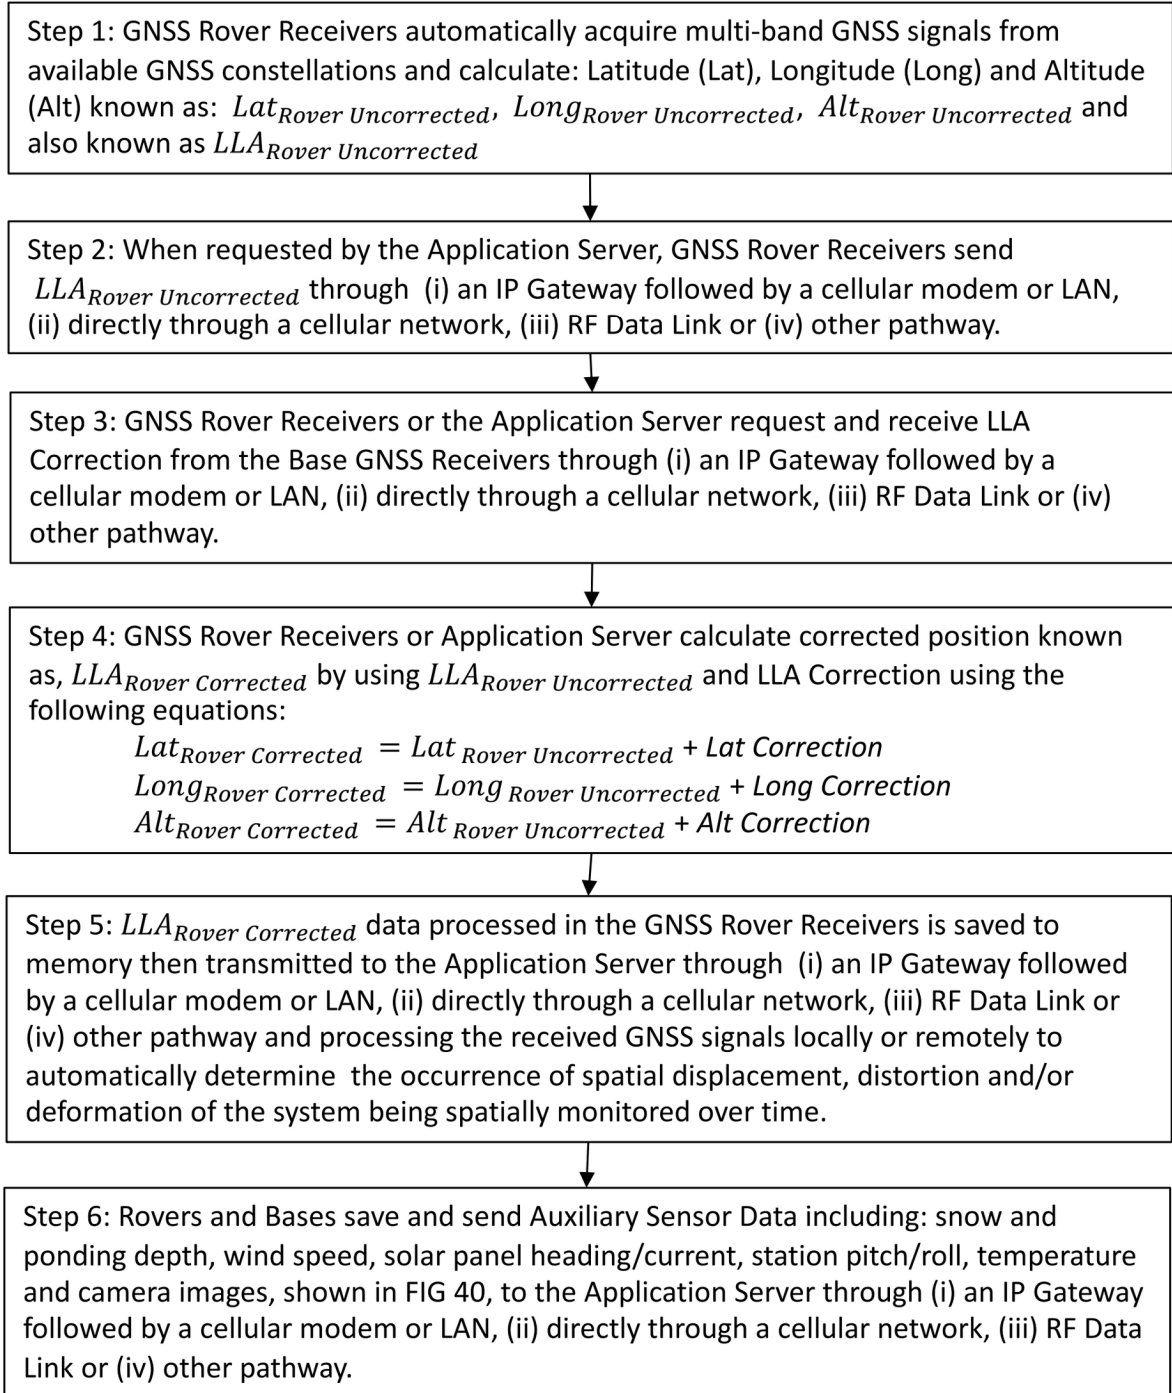 Step 1: GNSS Rover Receivers automatically acquire multi-band GNSS signals from
available GNSS constellations and calculate: Latitude (Lat), Longitude (Long) and Altitude
(Alt) known as: Lat_Rover Uncorrected, Long_Rover Uncorrected, Alt_Rover Uncorrected and
also known as LLA_Rover Uncorrected
Step 2: When requested by the Application Server, GNSS Rover Receivers send
LLA_Rover Uncorrected through (i) an IP Gateway followed by a cellular modem or LAN,
(ii) directly through a cellular network, (iii) RF Data Link or (iv) other pathway.
Step 3: GNSS Rover Receivers or the Application Server request and receive LLA
Correction from the Base GNSS Receivers through (i) an IP Gateway followed by a
cellular modem or LAN, (ii) directly through a cellular network, (iii) RF Data Link or (iv)
other pathway.
Step 4: GNSS Rover Receivers or Application Server calculate corrected position known
as, LLA_Rover Corrected by using LLA_Rover Uncorrected and LLA Correction using the
following equations:
Lat_Rover Corrected = Lat_Rover Uncorrected + Lat Correction
Long_Rover Corrected = Long_Rover Uncorrected + Long Correction
Alt_Rover Corrected = Alt_Rover Uncorrected + Alt Correction
Step 5: LLA_Rover Corrected data processed in the GNSS Rover Receivers is saved to
memory then transmitted to the Application Server through (i) an IP Gateway followed
by a cellular modem or LAN, (ii) directly through a cellular network, (iii) RF Data Link or
(iv) other pathway and processing the received GNSS signals locally or remotely to
automatically determine the occurrence of spatial displacement, distortion and/or
deformation of the system being spatially monitored over time.
Step 6: Rovers and Bases save and send Auxiliary Sensor Data including: snow and
ponding depth, wind speed, solar panel heading/current, station pitch/roll, temperature
and camera images, shown in FIG 40, to the Application Server through (i) an IP Gateway
followed by a cellular modem or LAN, (ii) directly through a cellular network, (iii) RF Data
Link or (iv) other pathway.